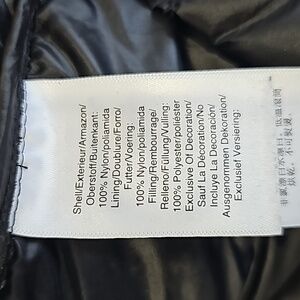 Shell/Exterieur/Armazon/
Oberstoff/Buitenkant:
100% Nylon/poliamida
Lining/Doublure/Forro/
Futter/Voering:
100% Nylon/poliamida
Filling/Rembourrage/
Relleno/Füllung/Vulling:
100% Polyester/poliéster
Exclusive Of Decoration/
Sauf La Décoration/No
Incluye La Decoración/
Ausgenommen Dekoration/
Exclusief Versiering: